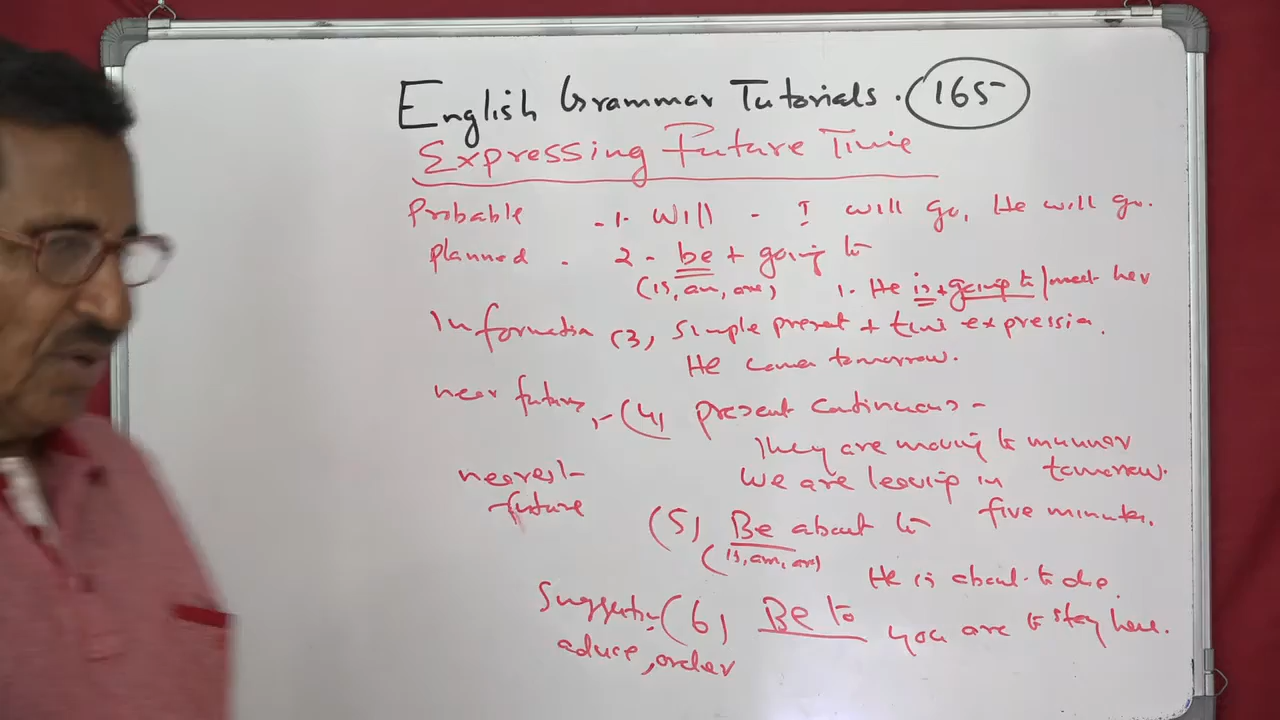 English Grammar Tutorials. 165
Expressing Future Time
Probable - 1. Will - I will go, He will go.
planned - 2 - be + going to
(is, am, are) 1. He is + going to / meet her
Information (3) Simple present + time expression.
He comes tomorrow.
near future, - (4) present continuous -
They are moving to
tomorrow.
We are leaving in
five minutes.
nearest
future
(5) Be about to
(is, am, are)
He is about to die.
Suggestion (6) Be to You are to stay here.
advice, order